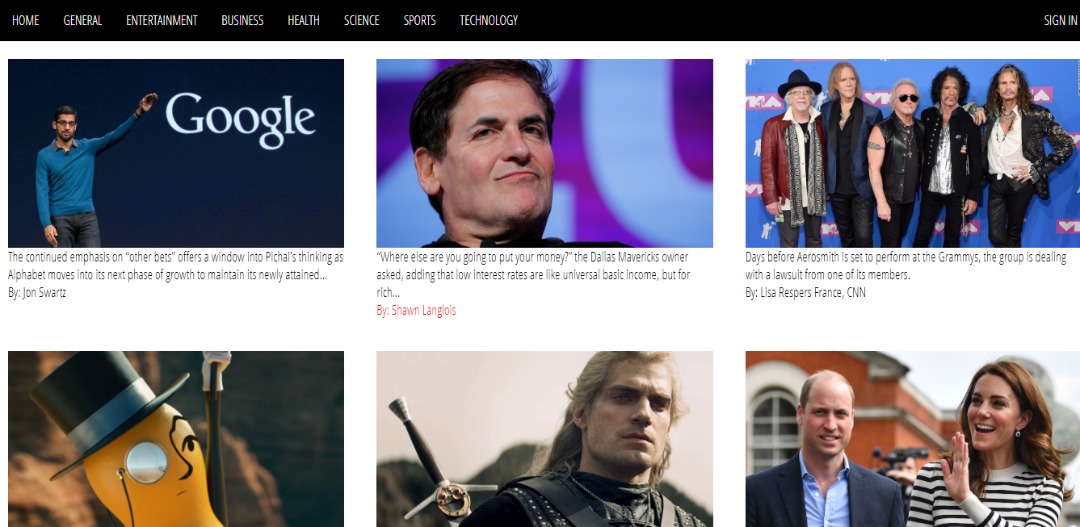 HOME GENERAL ENTERTAINMENT BUSINESS HEALTH SCIENCE SPORTS TECHNOLOGY SIGN IN
Google
The continued emphasis on “other bets” offers a window into Pichai’s thinking as
Alphabet moves into its next phase of growth to maintain its newly attained...
By: Jon Swartz
“Where else are you going to put your money?” the Dallas Mavericks owner
asked, adding that low interest rates are like universal basic income, but for
rich...
By: Shawn Langlois
Days before Aerosmith is set to perform at the Grammys, the group is dealing
with a lawsuit from one of its members.
By: Lisa Respers France, CNN